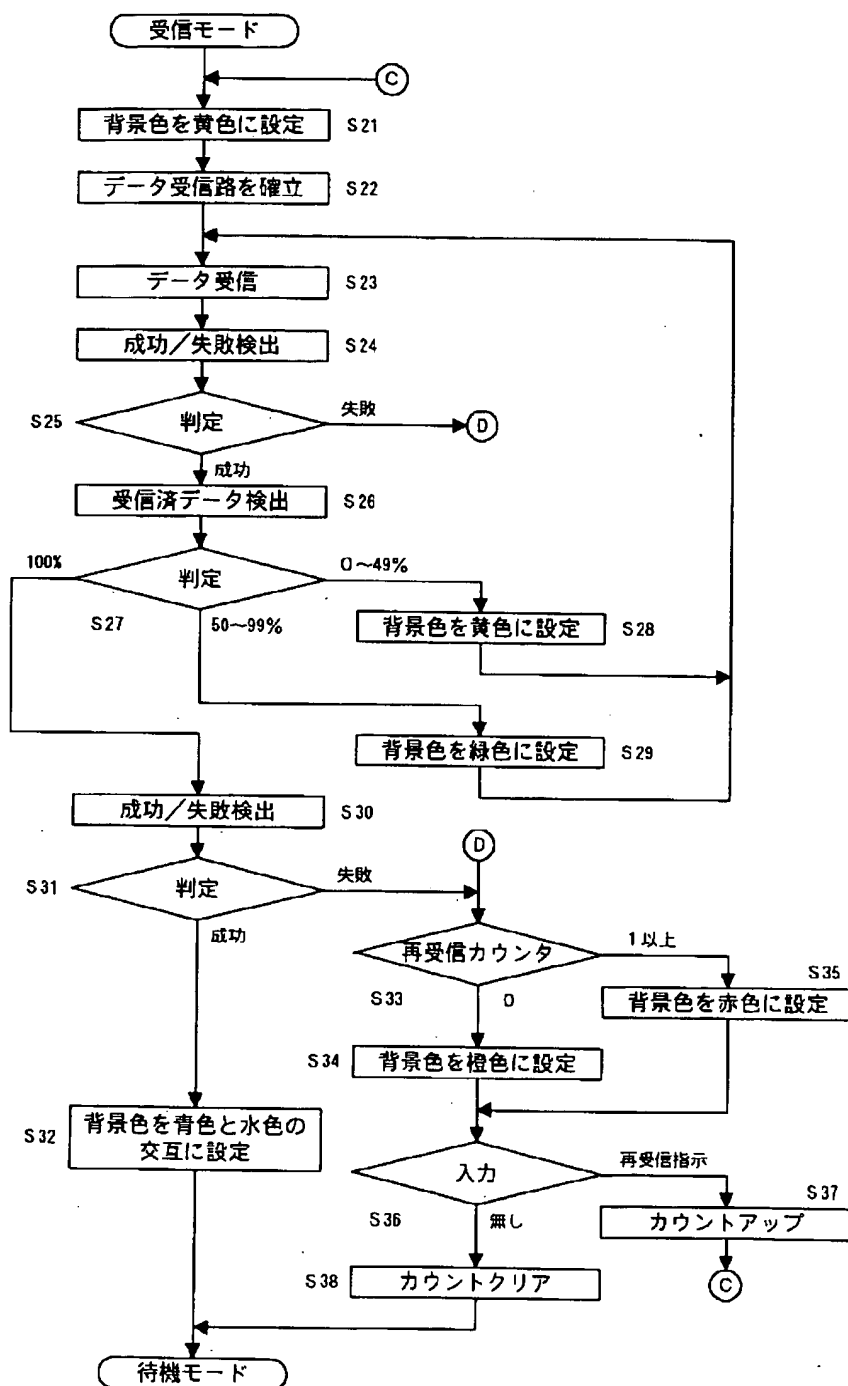 受信モード
C
背景色を黄色に設定
S21
データ受信路を確立
S22
データ受信
S23
成功/失敗検出
S24
S25
判定
失敗
D
成功
受信済データ検出
S26
100%
判定
0〜49%
S27
50〜99%
背景色を黄色に設定
S28
背景色を緑色に設定
S29
成功/失敗検出
S30
D
S31
判定
失敗
成功
再受信カウンタ
1以上
S33
0
S35
背景色を赤色に設定
S34
背景色を橙色に設定
S32
背景色を青色と水色の
交互に設定
入力
再受信指示
S36
無し
S37
カウントアップ
C
S38
カウントクリア
待機モード